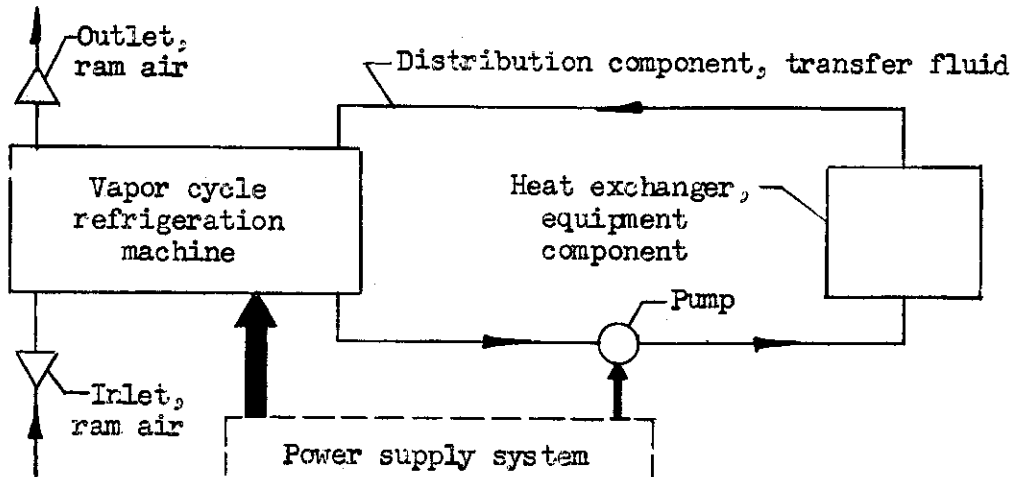 Outlet,
ram air
Distribution component, transfer fluid
Vapor cycle
refrigeration
machine
Heat exchanger,
equipment
component
Pump
Inlet,
ram air
Power supply system